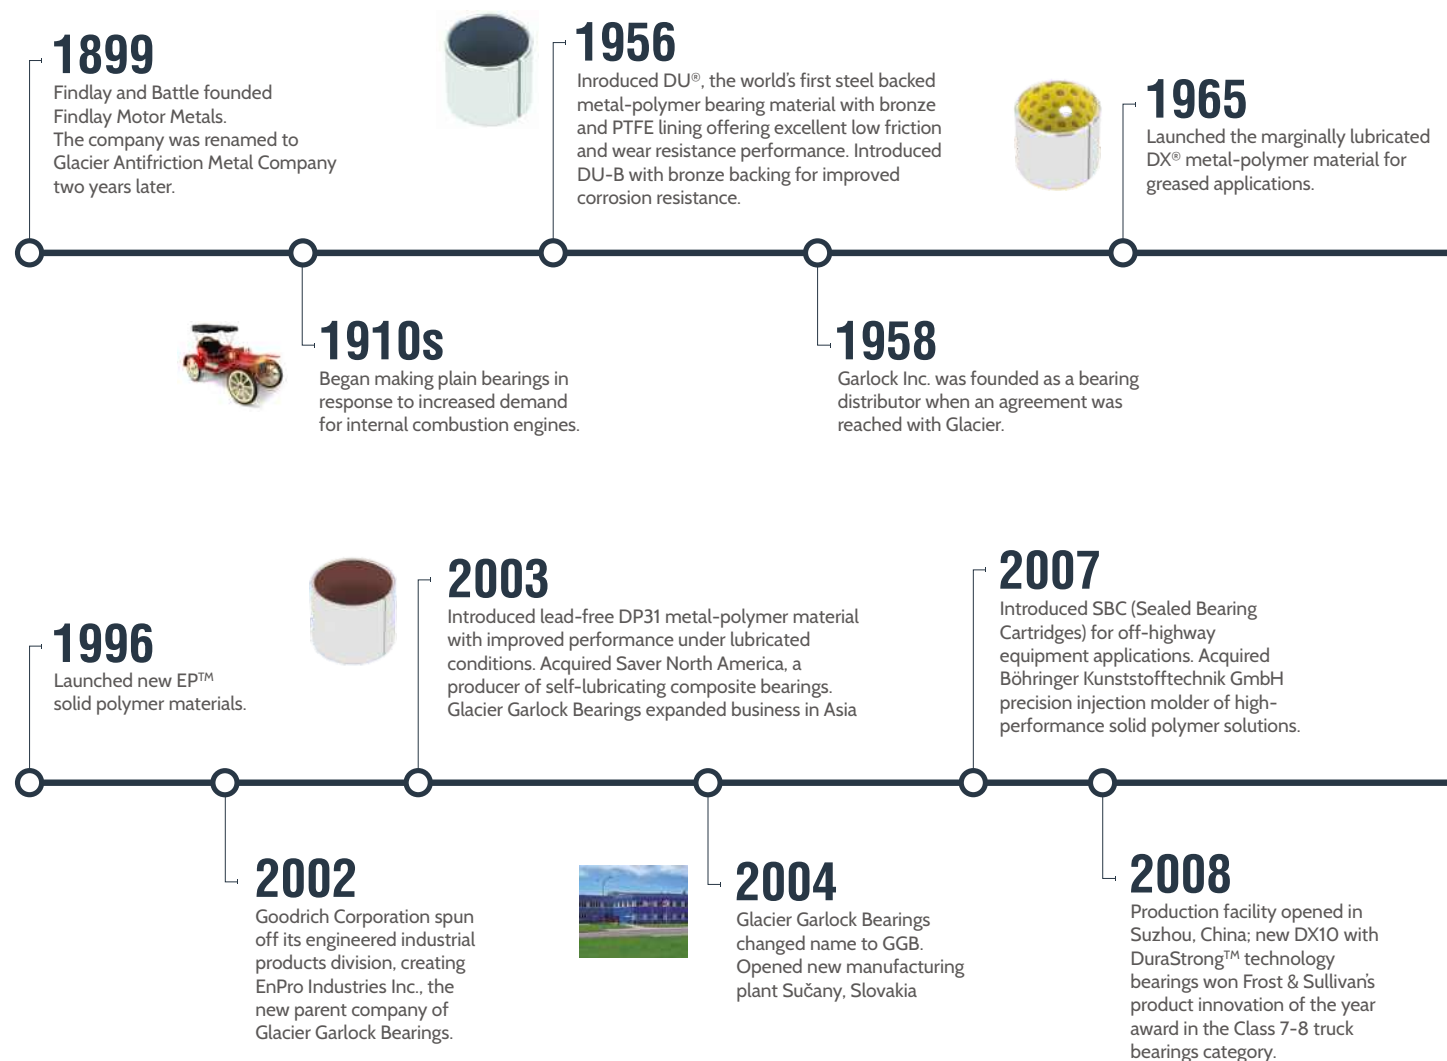 1899
Findlay and Battle founded
Findlay Motor Metals.
The company was renamed to
Glacier Antifriction Metal Company
two years later.
1956
Inroduced DU®, the world's first steel backed
metal-polymer bearing material with bronze
and PTFE lining offering excellent low friction
and wear resistance performance. Introduced
DU-B with bronze backing for improved
corrosion resistance.
1965
Launched the marginally lubricated
DX® metal-polymer material for
greased applications.
1910s
Began making plain bearings in
response to increased demand
for internal combustion engines.
1958
Garlock Inc. was founded as a bearing
distributor when an agreement was
reached with Glacier.
1996
Launched new EP™
solid polymer materials.
2003
Introduced lead-free DP31 metal-polymer material
with improved performance under lubricated
conditions. Acquired Saver North America, a
producer of self-lubricating composite bearings.
Glacier Garlock Bearings expanded business in Asia
2007
Introduced SBC (Sealed Bearing
Cartridges) for off-highway
equipment applications. Acquired
Böhringer Kunststofftechnik GmbH
precision injection molder of high-
performance solid polymer solutions.
2002
Goodrich Corporation spun
off its engineered industrial
products division, creating
EnPro Industries Inc., the
new parent company of
Glacier Garlock Bearings.
2004
Glacier Garlock Bearings
changed name to GGB.
Opened new manufacturing
plant Sučany, Slovakia
2008
Production facility opened in
Suzhou, China; new DX10 with
DuraStrong™ technology
bearings won Frost & Sullivan's
product innovation of the year
award in the Class 7-8 truck
bearings category.